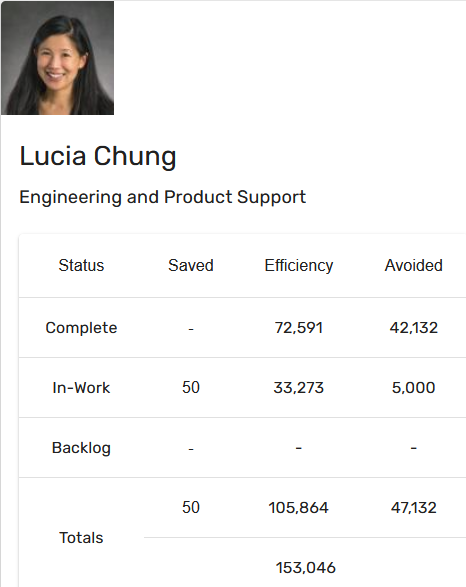 Lucia Chung
Engineering and Product Support
Status Saved Efficiency Avoided
Complete - 72,591 42,132
In-Work 50 33,273 5,000
Backlog - - -
50 105,864 47,132
Totals
153,046